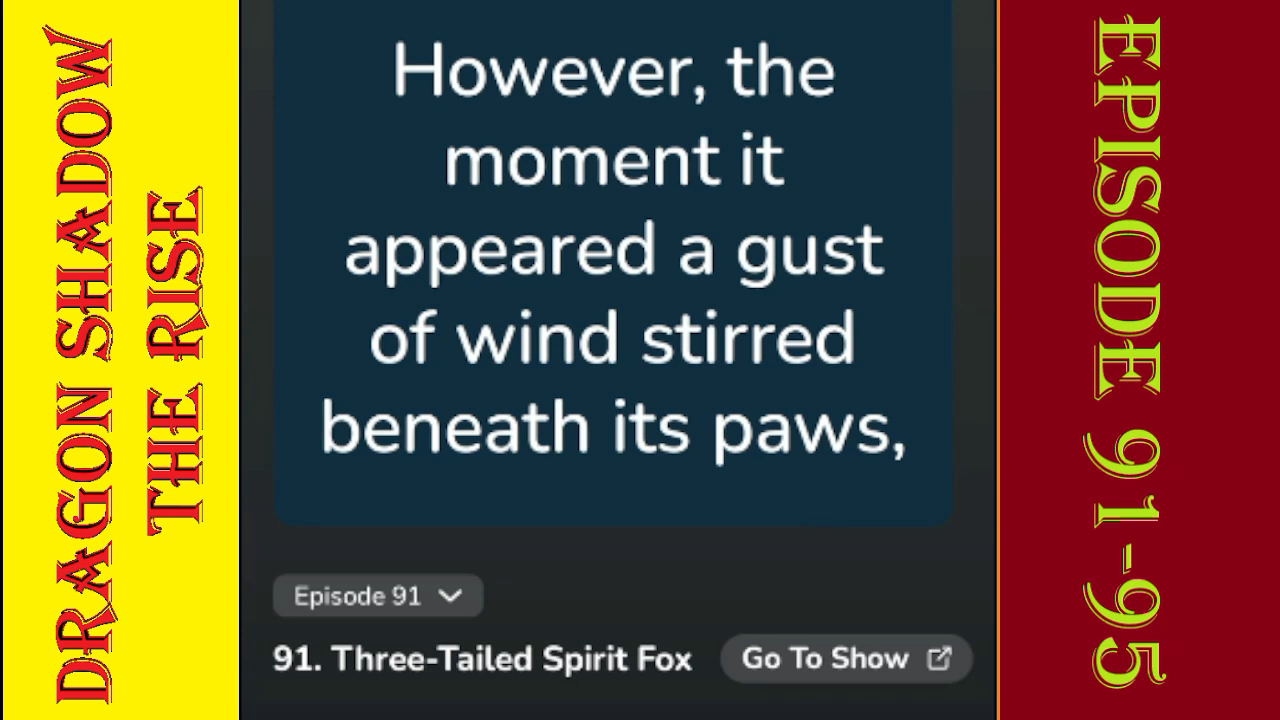 DRAGON SHADOW
THE RISE
However, the
moment it
appeared a gust
of wind stirred
beneath its paws,
Episode 91
91. Three-Tailed Spirit Fox
Go To Show
EPISODE 91-95